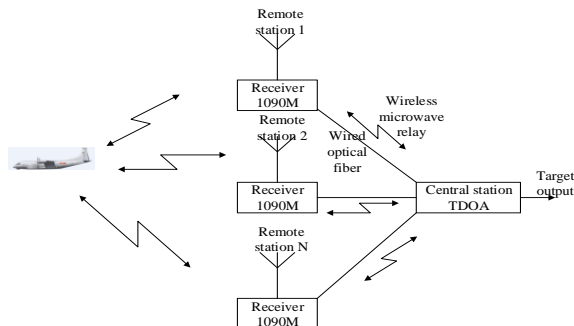 Remote
station 1
Receiver
1090M
Wireless
microwave
relay
Remote
station 2
Wired
optical
fiber
Receiver
1090M
Central station
TDOA
Target
output
Remote
station N
Receiver
1090M